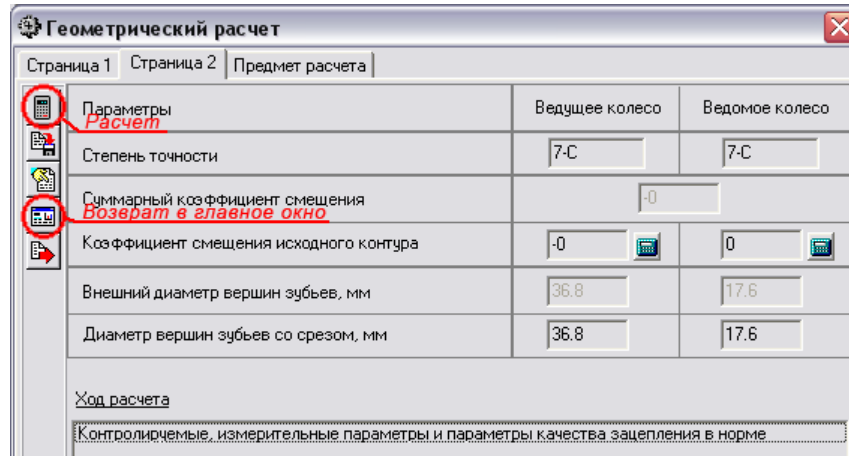 Геометрический расчет
Страница 1 Страница 2 Предмет расчета
Параметры Ведущее колесо Ведомое колесо
Расчет
Степень точности 7-C 7-C
Суммарный коэффициент смещения -0
Возврат в главное окно
Коэффициент смещения исходного контура -0 0
Внешний диаметр вершин зубьев, мм 36.8 17.6
Диаметр вершин зубьев со срезом, мм 36.8 17.6
Ход расчета
Контролируемые, измерительные параметры и параметры качества зацепления в норме